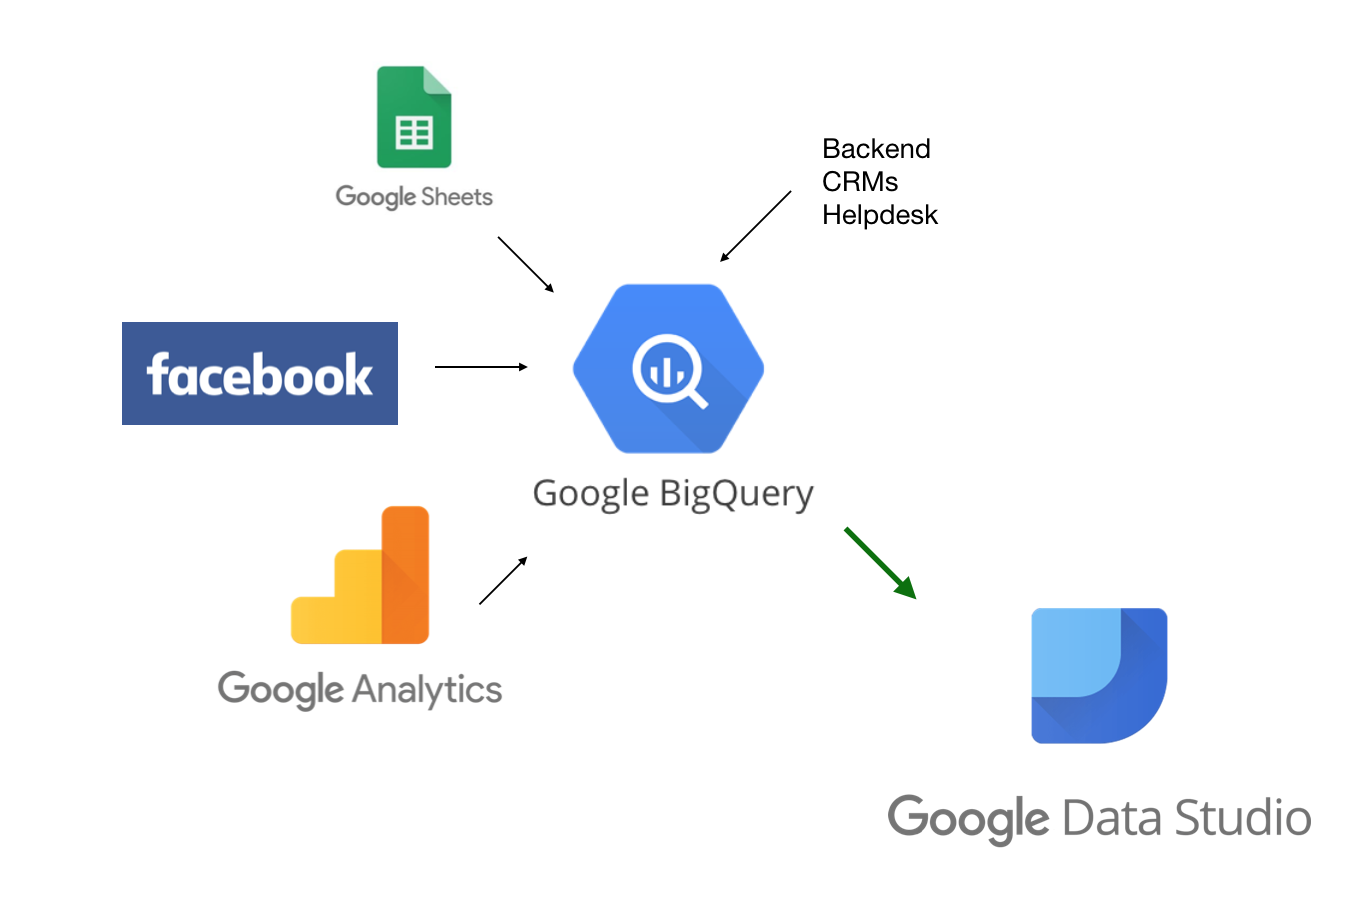 Google Sheets
Backend
CRMs
Helpdesk
facebook
Google BigQuery
Google Analytics
Google Data Studio